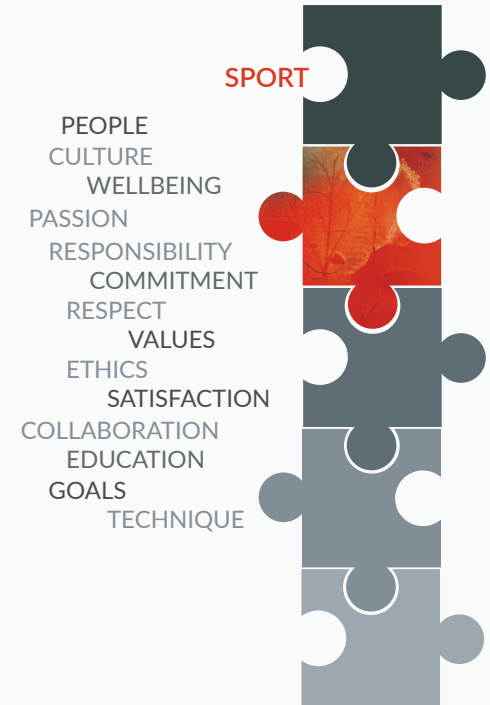 SPORT
PEOPLE
CULTURE
WELLBEING
PASSION
RESPONSIBILITY
COMMITMENT
RESPECT
VALUES
ETHICS
SATISFACTION
COLLABORATION
EDUCATION
GOALS
TECHNIQUE